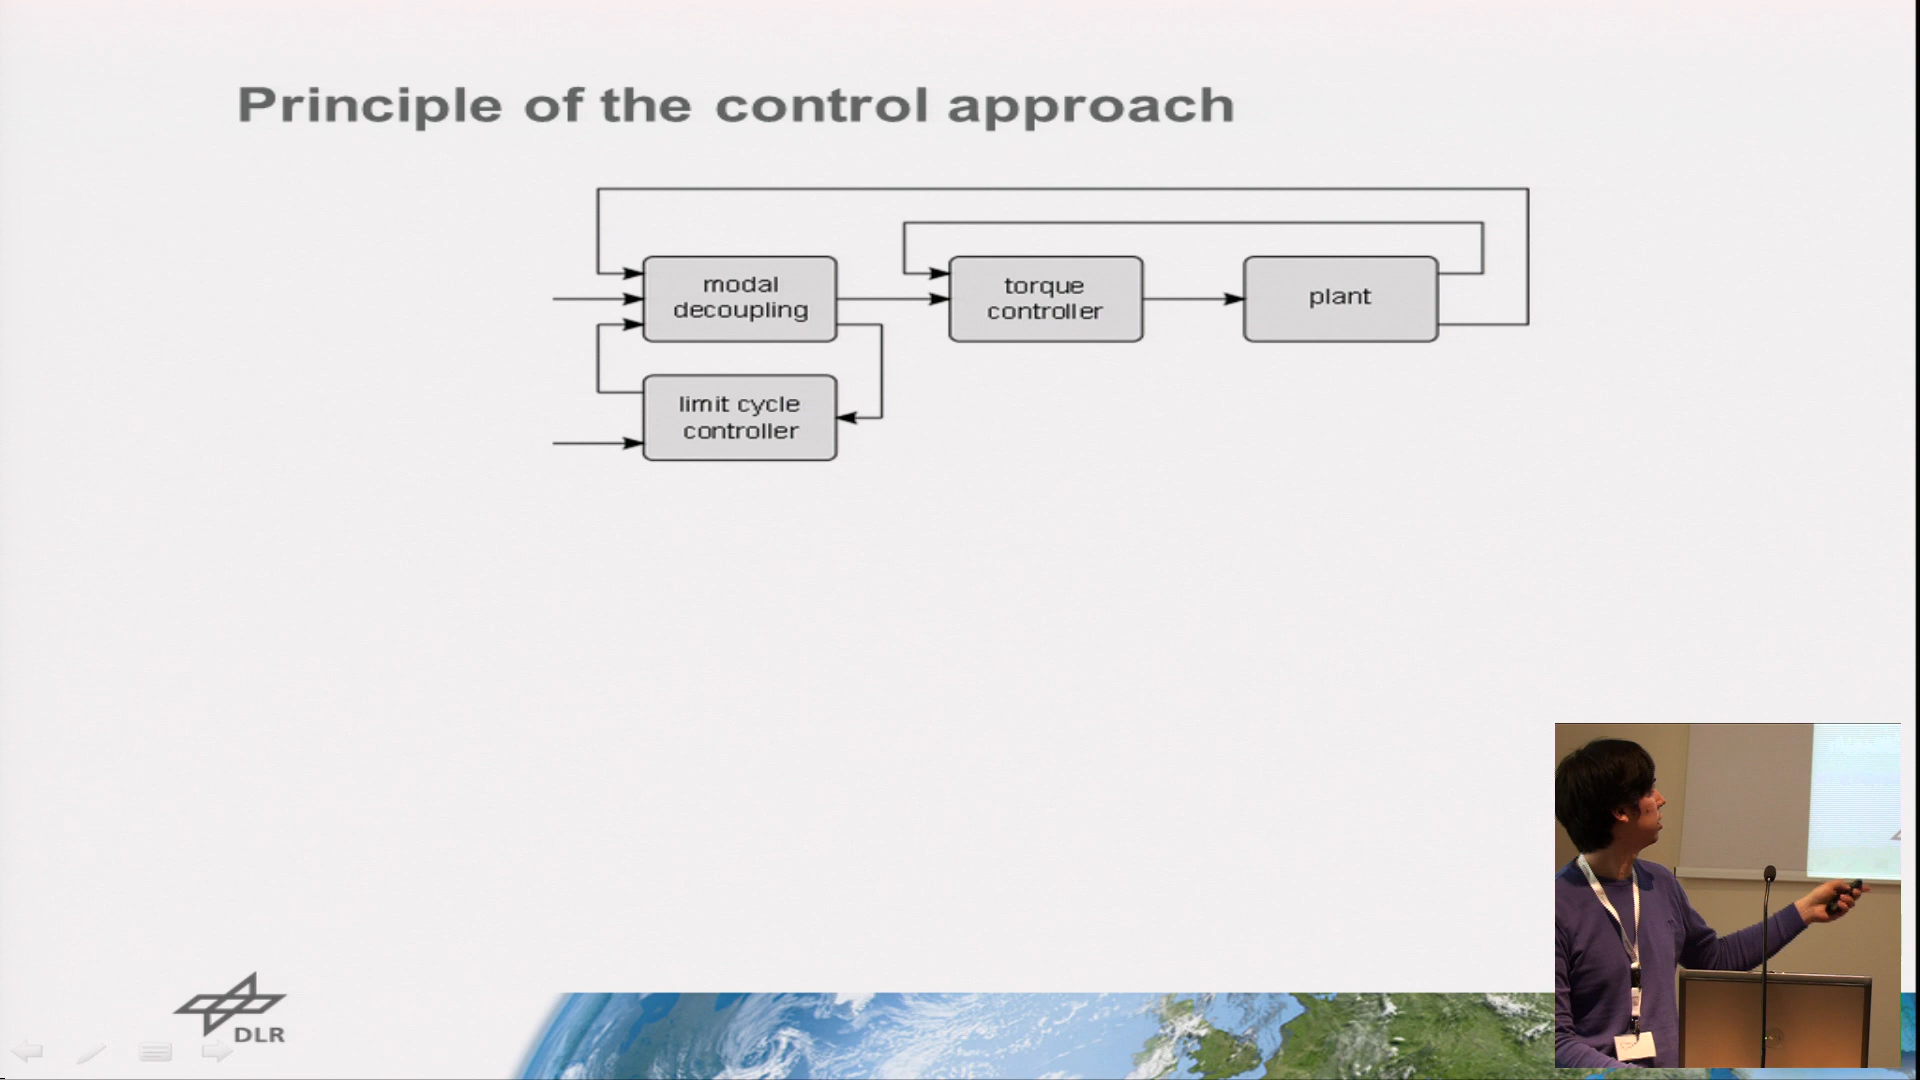 Principle of the control approach
modal
decoupling
torque
controller
plant
limit cycle
controller
DLR